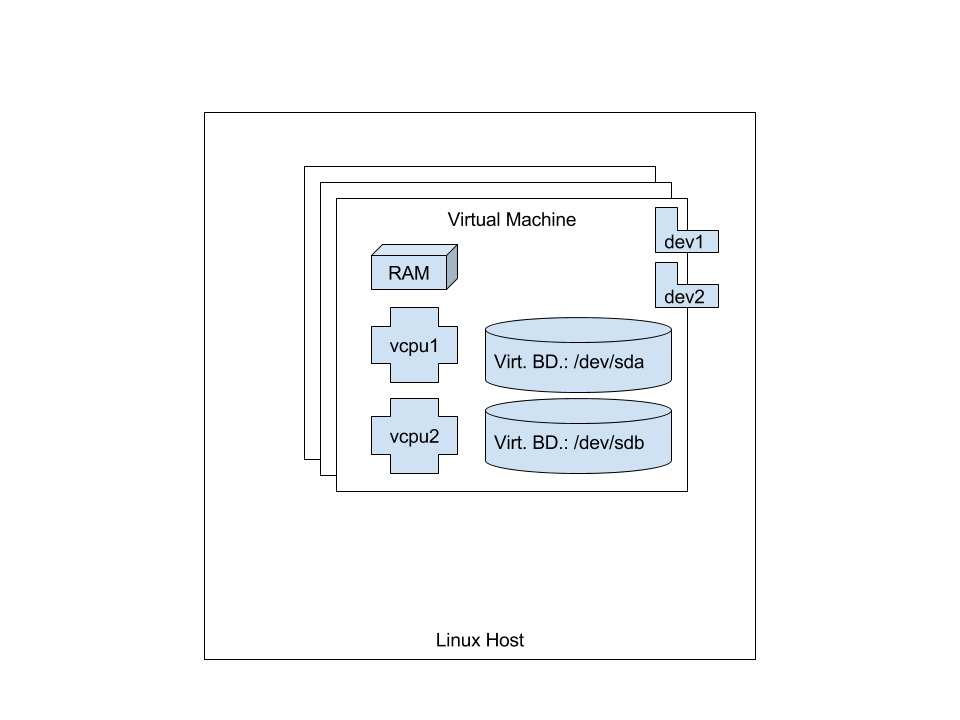 Virtual Machine
dev1
RAM
dev2
vcpu1
Virt. BD.: /dev/sda
vcpu2
Virt. BD.: /dev/sdb
Linux Host